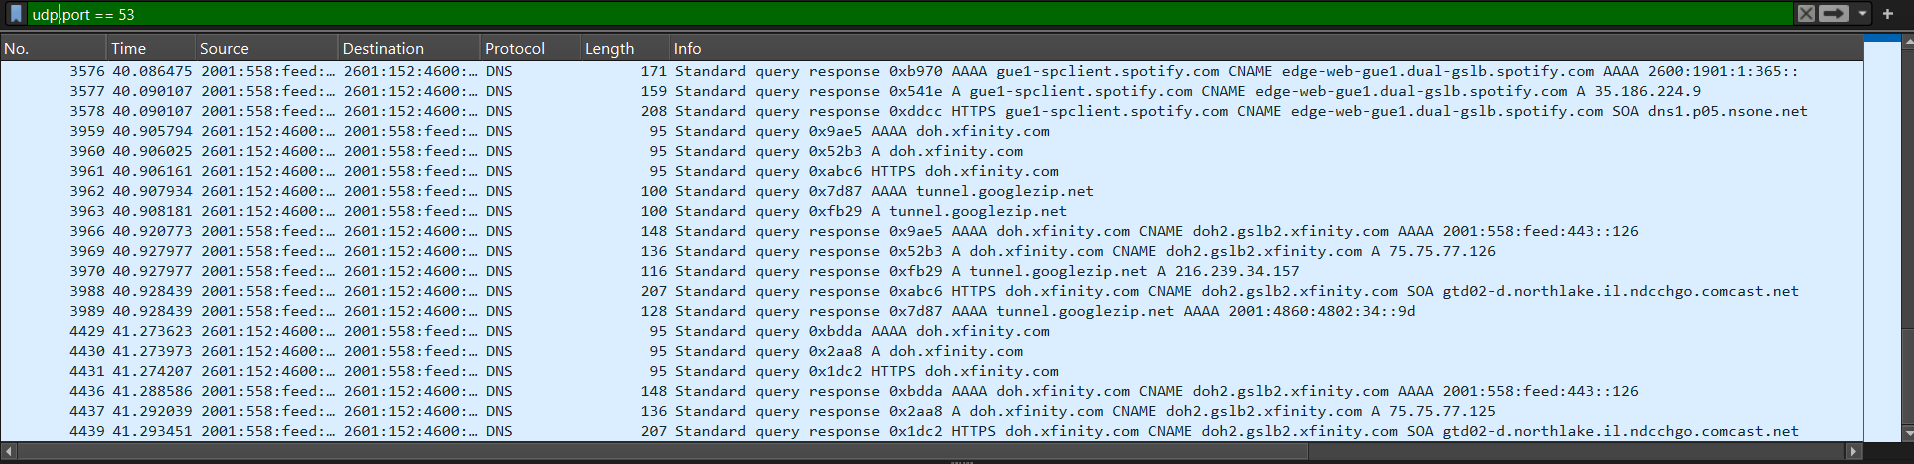 udp.port == 53
No. Time Source Destination Protocol Length Info
3576 40.086475 2001:558:feed:… 2601:152:4600:… DNS 171 Standard query response 0xb970 AAAA gue1-spclient.spotify.com CNAME edge-web-gue1.dual-gslb.spotify.com AAAA 2600:1901:1:365::
3577 40.090107 2001:558:feed:… 2601:152:4600:… DNS 159 Standard query response 0x541e A gue1-spclient.spotify.com CNAME edge-web-gue1.dual-gslb.spotify.com A 35.186.224.9
3578 40.090107 2001:558:feed:… 2601:152:4600:… DNS 208 Standard query response 0xddcc HTTPS gue1-spclient.spotify.com CNAME edge-web-gue1.dual-gslb.spotify.com SOA dns1.p05.nsone.net
3959 40.905794 2601:152:4600:… 2001:558:feed:… DNS 95 Standard query 0x9ae5 AAAA doh.xfinity.com
3960 40.906025 2601:152:4600:… 2001:558:feed:… DNS 95 Standard query 0x52b3 A doh.xfinity.com
3961 40.906161 2601:152:4600:… 2001:558:feed:… DNS 95 Standard query 0xabc6 HTTPS doh.xfinity.com
3962 40.907934 2601:152:4600:… 2001:558:feed:… DNS 100 Standard query 0x7d87 AAAA tunnel.googlezip.net
3963 40.908181 2601:152:4600:… 2001:558:feed:… DNS 100 Standard query 0xfb29 A tunnel.googlezip.net
3966 40.920773 2001:558:feed:… 2601:152:4600:… DNS 148 Standard query response 0x9ae5 AAAA doh.xfinity.com CNAME doh2.gslb2.xfinity.com AAAA 2001:558:feed:443::126
3969 40.927977 2001:558:feed:… 2601:152:4600:… DNS 136 Standard query response 0x52b3 A doh.xfinity.com CNAME doh2.gslb2.xfinity.com A 75.75.77.126
3970 40.927977 2001:558:feed:… 2601:152:4600:… DNS 116 Standard query response 0xfb29 A tunnel.googlezip.net A 216.239.34.157
3988 40.928439 2001:558:feed:… 2601:152:4600:… DNS 207 Standard query response 0xabc6 HTTPS doh.xfinity.com CNAME doh2.gslb2.xfinity.com SOA gtd02-d.northlake.il.ndcchgo.comcast.net
3989 40.928439 2001:558:feed:… 2601:152:4600:… DNS 128 Standard query response 0x7d87 AAAA tunnel.googlezip.net AAAA 2001:4860:4802:34::9d
4429 41.273623 2601:152:4600:… 2001:558:feed:… DNS 95 Standard query 0xbdda AAAA doh.xfinity.com
4430 41.273973 2601:152:4600:… 2001:558:feed:… DNS 95 Standard query 0x2aa8 A doh.xfinity.com
4431 41.274207 2601:152:4600:… 2001:558:feed:… DNS 95 Standard query 0x1dc2 HTTPS doh.xfinity.com
4436 41.288586 2001:558:feed:… 2601:152:4600:… DNS 148 Standard query response 0xbdda AAAA doh.xfinity.com CNAME doh2.gslb2.xfinity.com AAAA 2001:558:feed:443::126
4437 41.292039 2001:558:feed:… 2601:152:4600:… DNS 136 Standard query response 0x2aa8 A doh.xfinity.com CNAME doh2.gslb2.xfinity.com A 75.75.77.125
4439 41.293451 2001:558:feed:… 2601:152:4600:… DNS 207 Standard query response 0x1dc2 HTTPS doh.xfinity.com CNAME doh2.gslb2.xfinity.com SOA gtd02-d.northlake.il.ndcchgo.comcast.net